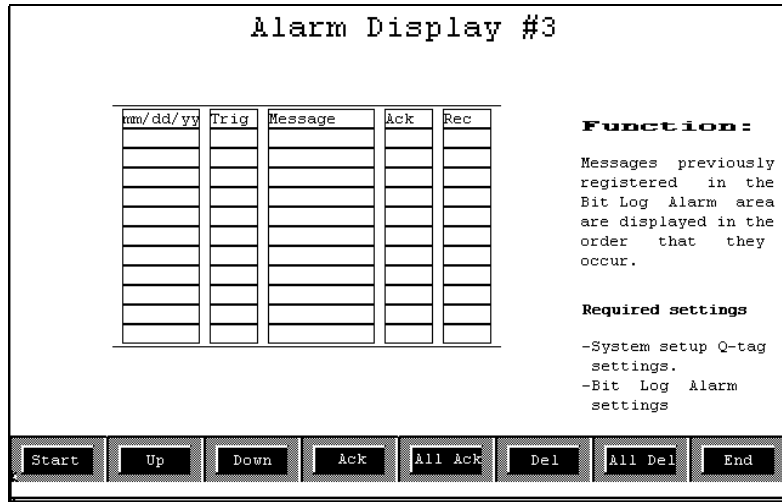 Alarm Display #3
mm/dd/yy Trig Message Ack Rec
Function:
Messages previously
registered in the
Bit Log Alarm area
are displayed in the
order that they
occur.
Required settings
-System setup Q-tag
settings.
-Bit Log Alarm
settings
Start Up Down Ack All Ack Del All Del End